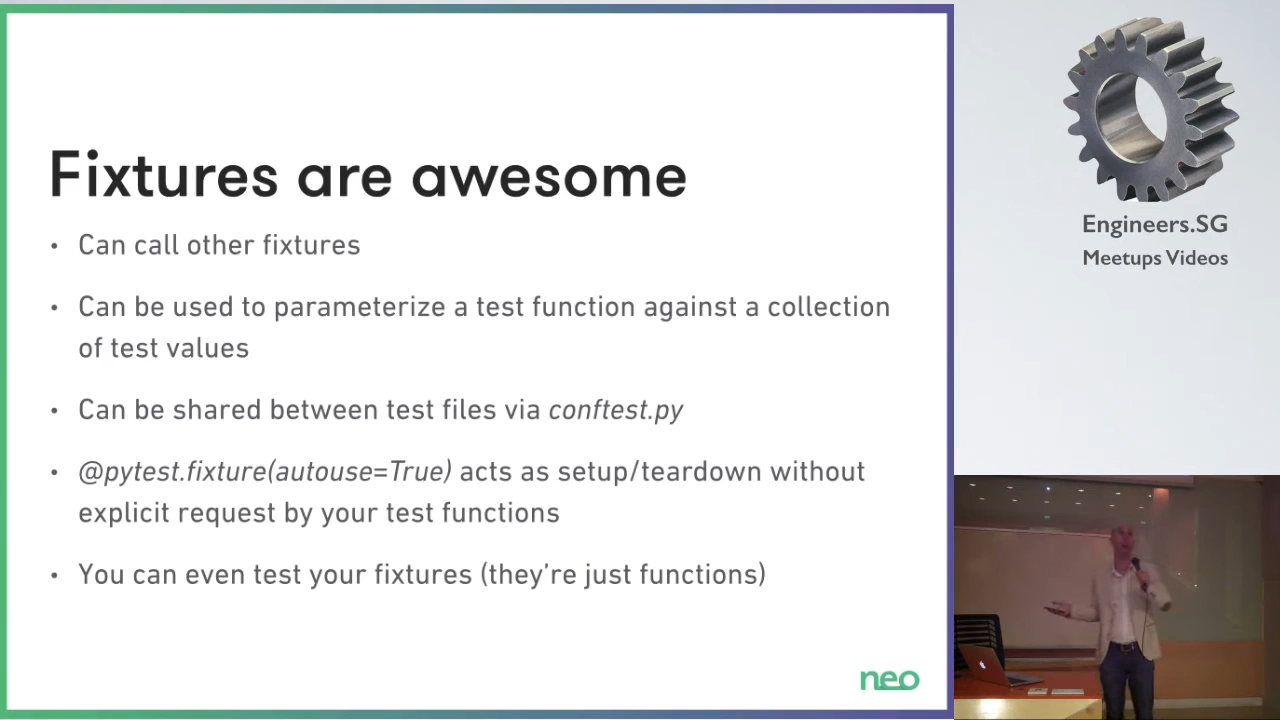 Fixtures are awesome
• Can call other fixtures
• Can be used to parameterize a test function against a collection
of test values
• Can be shared between test files via conftest.py
• @pytest.fixture(autouse=True) acts as setup/teardown without
explicit request by your test functions
• You can even test your fixtures (they’re just functions)
neo
Engineers.SG
Meetups Videos